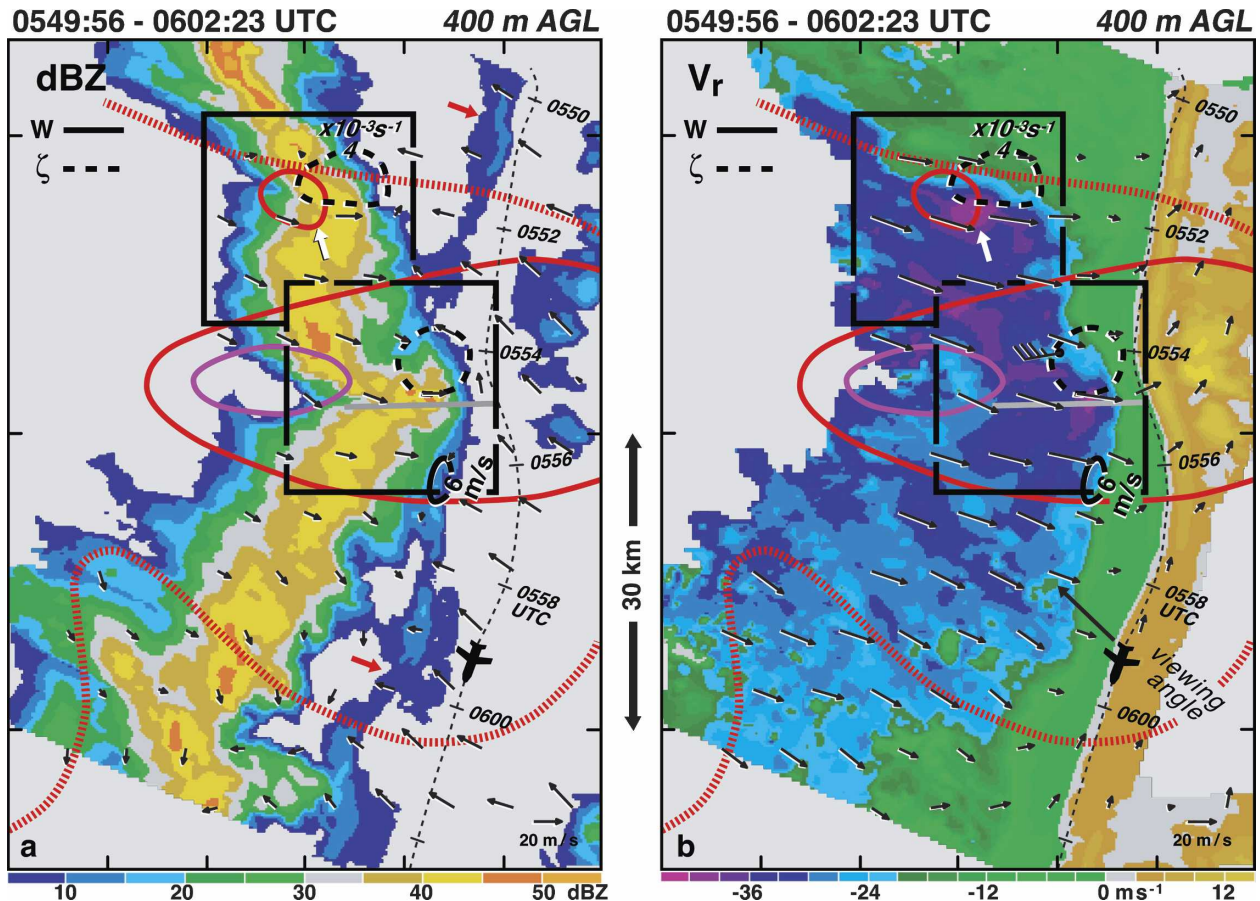 0549:56 - 0602:23 UTC
400 m AGL
dBZ
W
ζ
x10⁻³s⁻¹
4
0550
0552
0554
0556
6
m/s
0558
UTC
0600
a
20 m/s
10 20 30 40 50 dBZ
30 km
0549:56 - 0602:23 UTC
400 m AGL
Vr
W
ζ
x10⁻³s⁻¹
4
0550
0552
4
0554
0556
6
m/s
0558
UTC
viewing
angle
0600
b
20 m/s
-36 -24 -12 0 ms⁻¹ 12